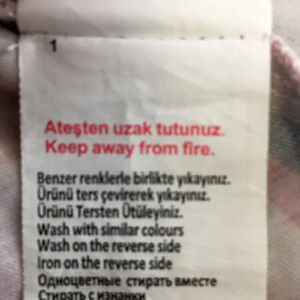 1
Ateşten uzak tutunuz.
Keep away from fire.
Benzer renklerle birlikte yıkayınız.
Ürünü ters çevirerek yıkayınız.
Ürünü Tersten Ütüleyiniz.
Wash with similar colours
Wash on the reverse side
Iron on the reverse side
Одноцветные стирать вместе
Стирать с изнанки